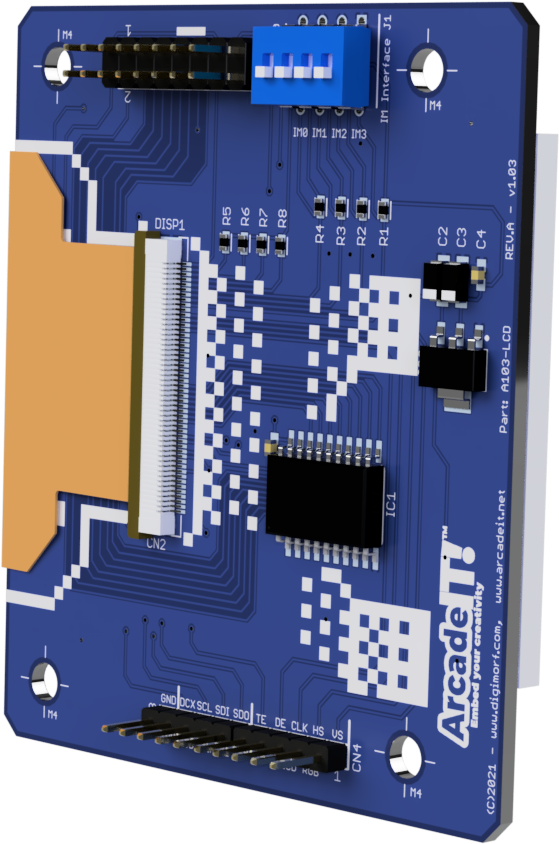 1
J1
M4
IM Interface
2
M4
IM0 IM1 IM2 IM3
REV.A - v1.03
R5 R6 R7 R8
R4 R3 R2 R1
DISP1
C2 C3 C4
Part: A103-LCD
IC1
CN2
www.arcadeit.net
ArcadeIT!™
Embed your creativity
(C)2021 - www.digimorf.com,
M4
GND DCX SCL SDI SDO TE DE CLK HS VS
CN4
RGB
1
M4